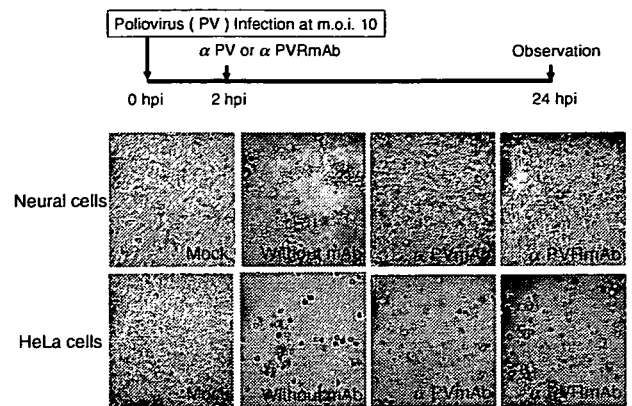 Poliovirus ( PV ) Infection at m.o.i. 10
α PV or α PVRmAb
Observation
0 hpi
2 hpi
24 hpi
Neural cells
Mock
Without mAb
α PVmAb
α PVRmAb
HeLa cells
Mock
Without mAb
α PVmAb
α PVRmAb